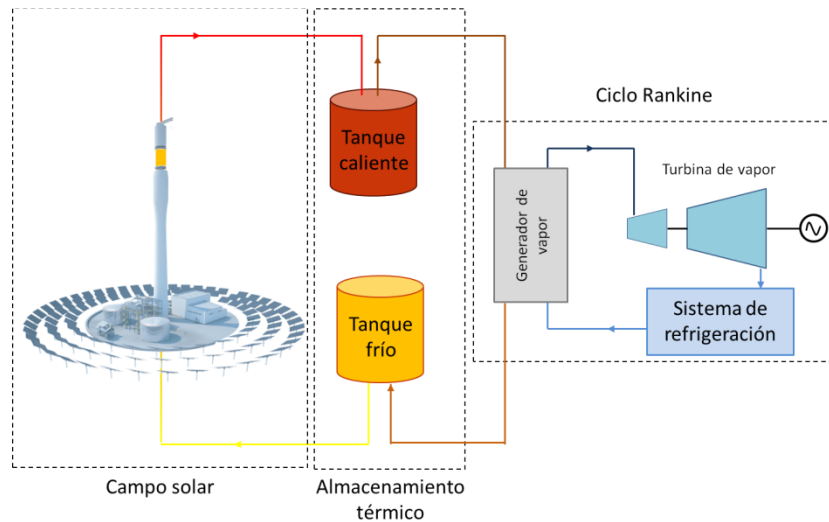 Ciclo Rankine
Tanque
caliente
Turbina de vapor
Generador de
vapor
Tanque
frío
Sistema de
refrigeración
Campo solar
Almacenamiento
térmico